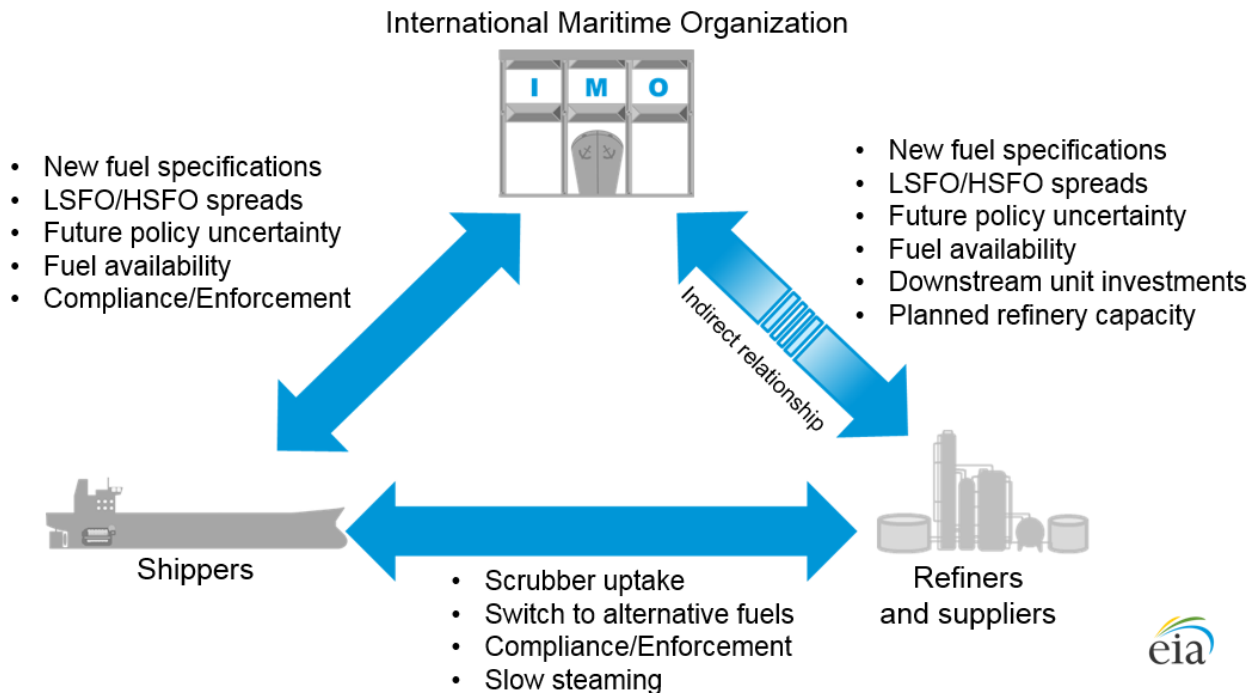 International Maritime Organization
I M O
• New fuel specifications
• LSFO/HSFO spreads
• Future policy uncertainty
• Fuel availability
• Compliance/Enforcement
• New fuel specifications
• LSFO/HSFO spreads
• Future policy uncertainty
• Fuel availability
• Downstream unit investments
• Planned refinery capacity
Indirect relationship
Shippers
• Scrubber uptake
• Switch to alternative fuels
• Compliance/Enforcement
• Slow steaming
Refiners
and suppliers
eia